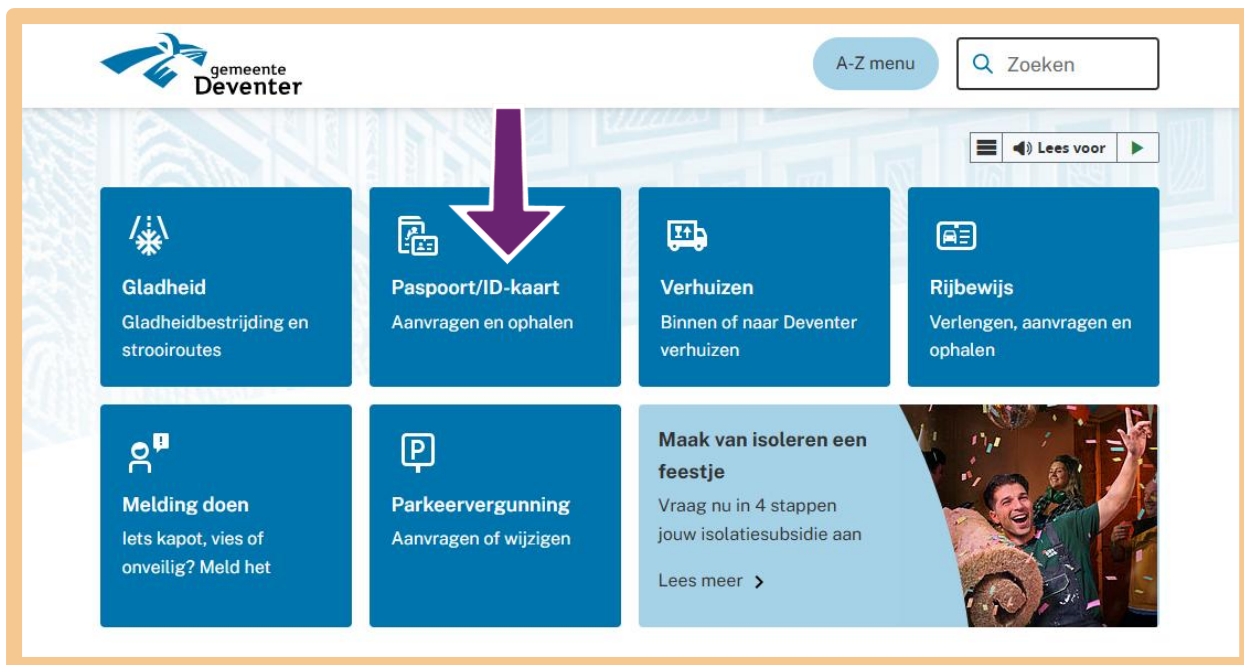 gemeente
Deventer
A-Z menu
Zoeken
Lees voor
Gladheid
Gladheidbestrijding en
strooiroutes
Paspoort/ID-kaart
Aanvragen en ophalen
Verhuizen
Binnen of naar Deventer
verhuizen
Rijbewijs
Verlengen, aanvragen en
ophalen
Melding doen
Iets kapot, vies of
onveilig? Meld het
P
Parkeervergunning
Aanvragen of wijzigen
Maak van isoleren een
feestje
Vraag nu in 4 stappen
jouw isolatiesubsidie aan
Lees meer